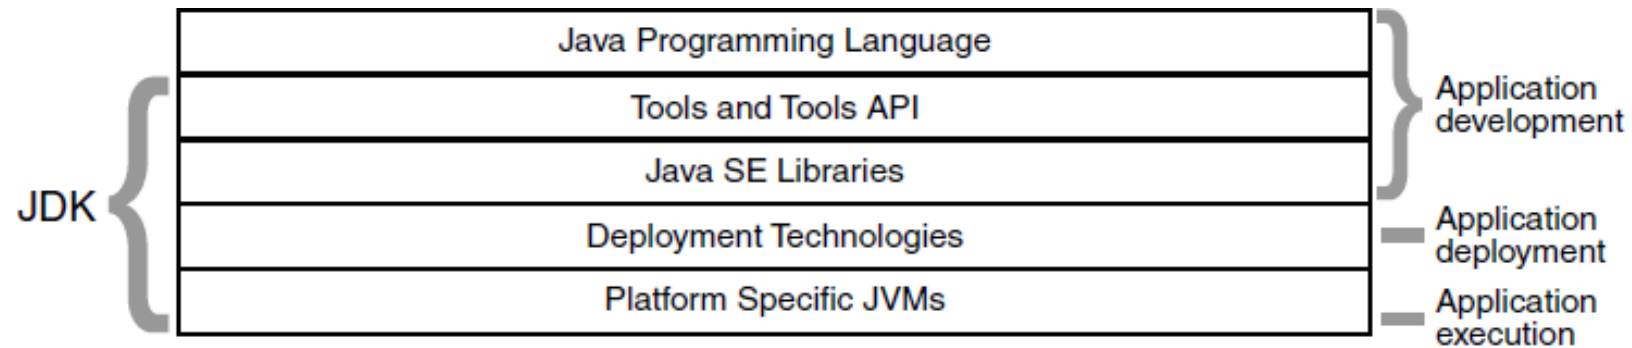 Java Programming Language
Tools and Tools API
Java SE Libraries
Deployment Technologies
Platform Specific JVMs
JDK
Application
development
Application
deployment
Application
execution